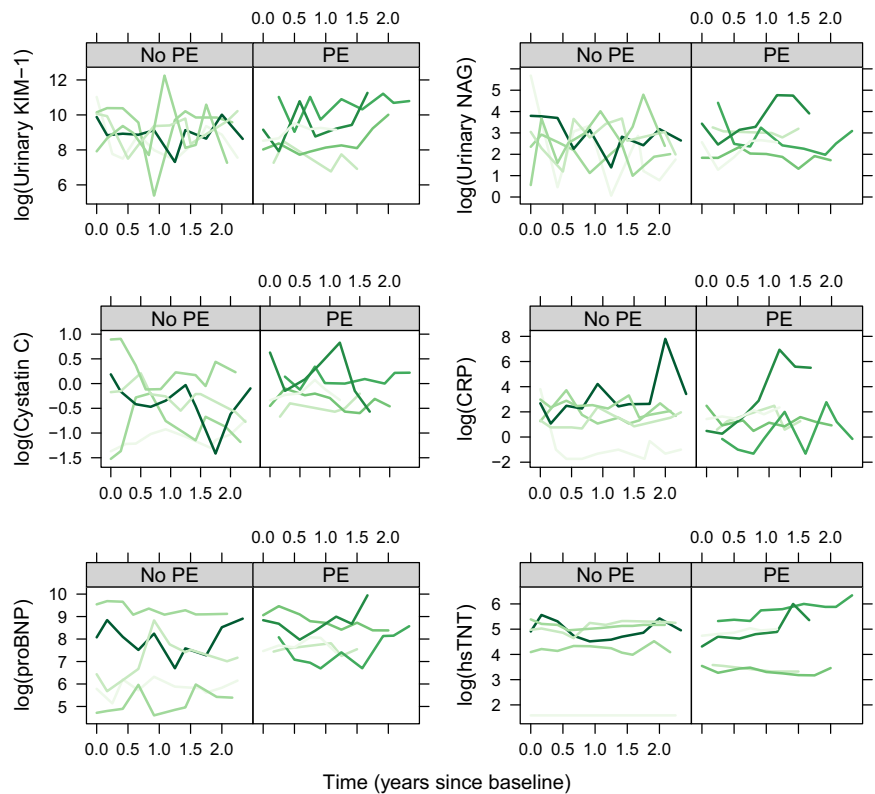 0.0 0.5 1.0 1.5 2.0
No PE PE
log(Urinary KIM−1)
12
10
8
6
0.0 0.5 1.0 1.5 2.0
0.0 0.5 1.0 1.5 2.0
No PE PE
log(Urinary NAG)
5
4
3
2
1
0
0.0 0.5 1.0 1.5 2.0
0.0 0.5 1.0 1.5 2.0
No PE PE
log(Cystatin C)
1.0
0.5
0.0
−0.5
−1.0
−1.5
0.0 0.5 1.0 1.5 2.0
0.0 0.5 1.0 1.5 2.0
No PE PE
log(CRP)
8
6
4
2
0
−2
0.0 0.5 1.0 1.5 2.0
0.0 0.5 1.0 1.5 2.0
No PE PE
log(proBNP)
10
9
8
7
6
5
0.0 0.5 1.0 1.5 2.0
0.0 0.5 1.0 1.5 2.0
No PE PE
log(hsTNT)
6
5
4
3
2
0.0 0.5 1.0 1.5 2.0
Time (years since baseline)